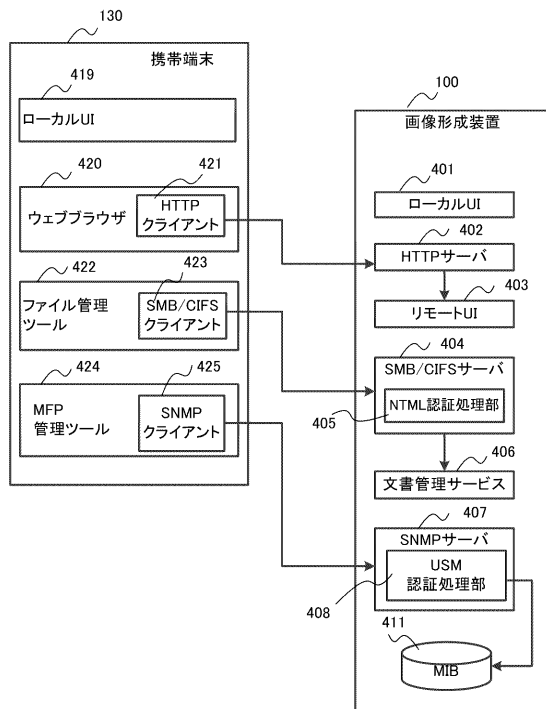 130
携帯端末
419
ローカルUI
420
421
ウェブブラウザ
HTTP
クライアント
422
423
ファイル管理
ツール
SMB/CIFS
クライアント
424
425
MFP
管理ツール
SNMP
クライアント
100
画像形成装置
401
ローカルUI
402
HTTPサーバ
403
リモートUI
404
SMB/CIFSサーバ
NTML認証処理部
405
406
文書管理サービス
407
SNMPサーバ
USM
認証処理部
408
411
MIB